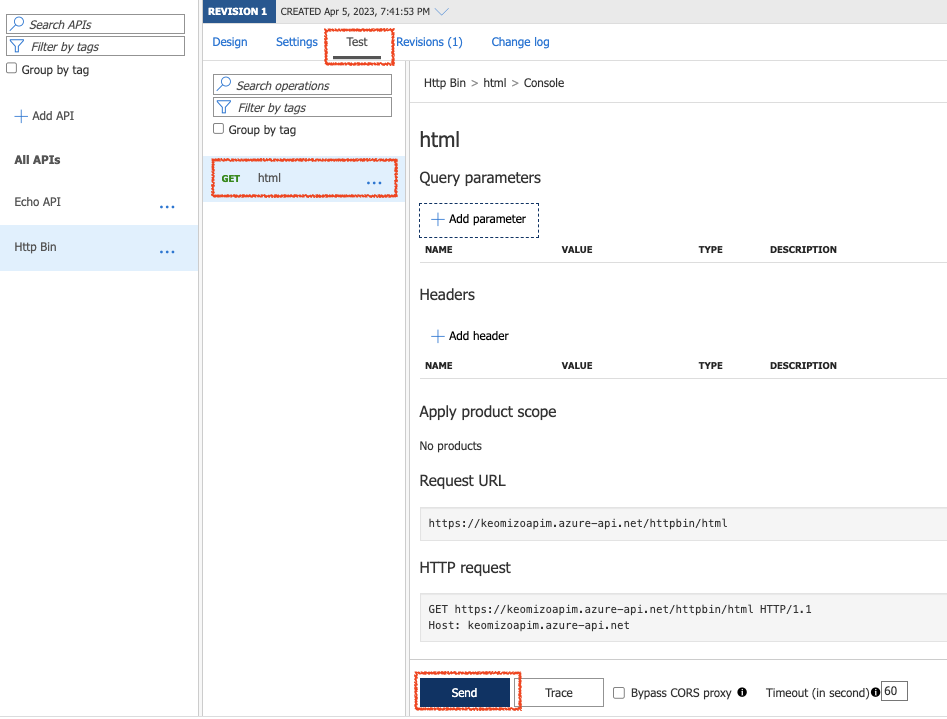 Search APIs
Filter by tags
Group by tag
Add API
All APIs
Echo API
...
Http Bin
...
REVISION 1
CREATED Apr 5, 2023, 7:41:53 PM
Design
Settings
Test
Revisions (1)
Change log
Search operations
Filter by tags
Group by tag
GET html
...
Http Bin > html > Console
html
Query parameters
Add parameter
NAME VALUE TYPE DESCRIPTION
Headers
Add header
NAME VALUE TYPE DESCRIPTION
Apply product scope
No products
Request URL
https://keomizoapim.azure-api.net/httpbin/html
HTTP request
GET https://keomizoapim.azure-api.net/httpbin/html HTTP/1.1
Host: keomizoapim.azure-api.net
Send
Trace
Bypass CORS proxy
Timeout (in second)
60